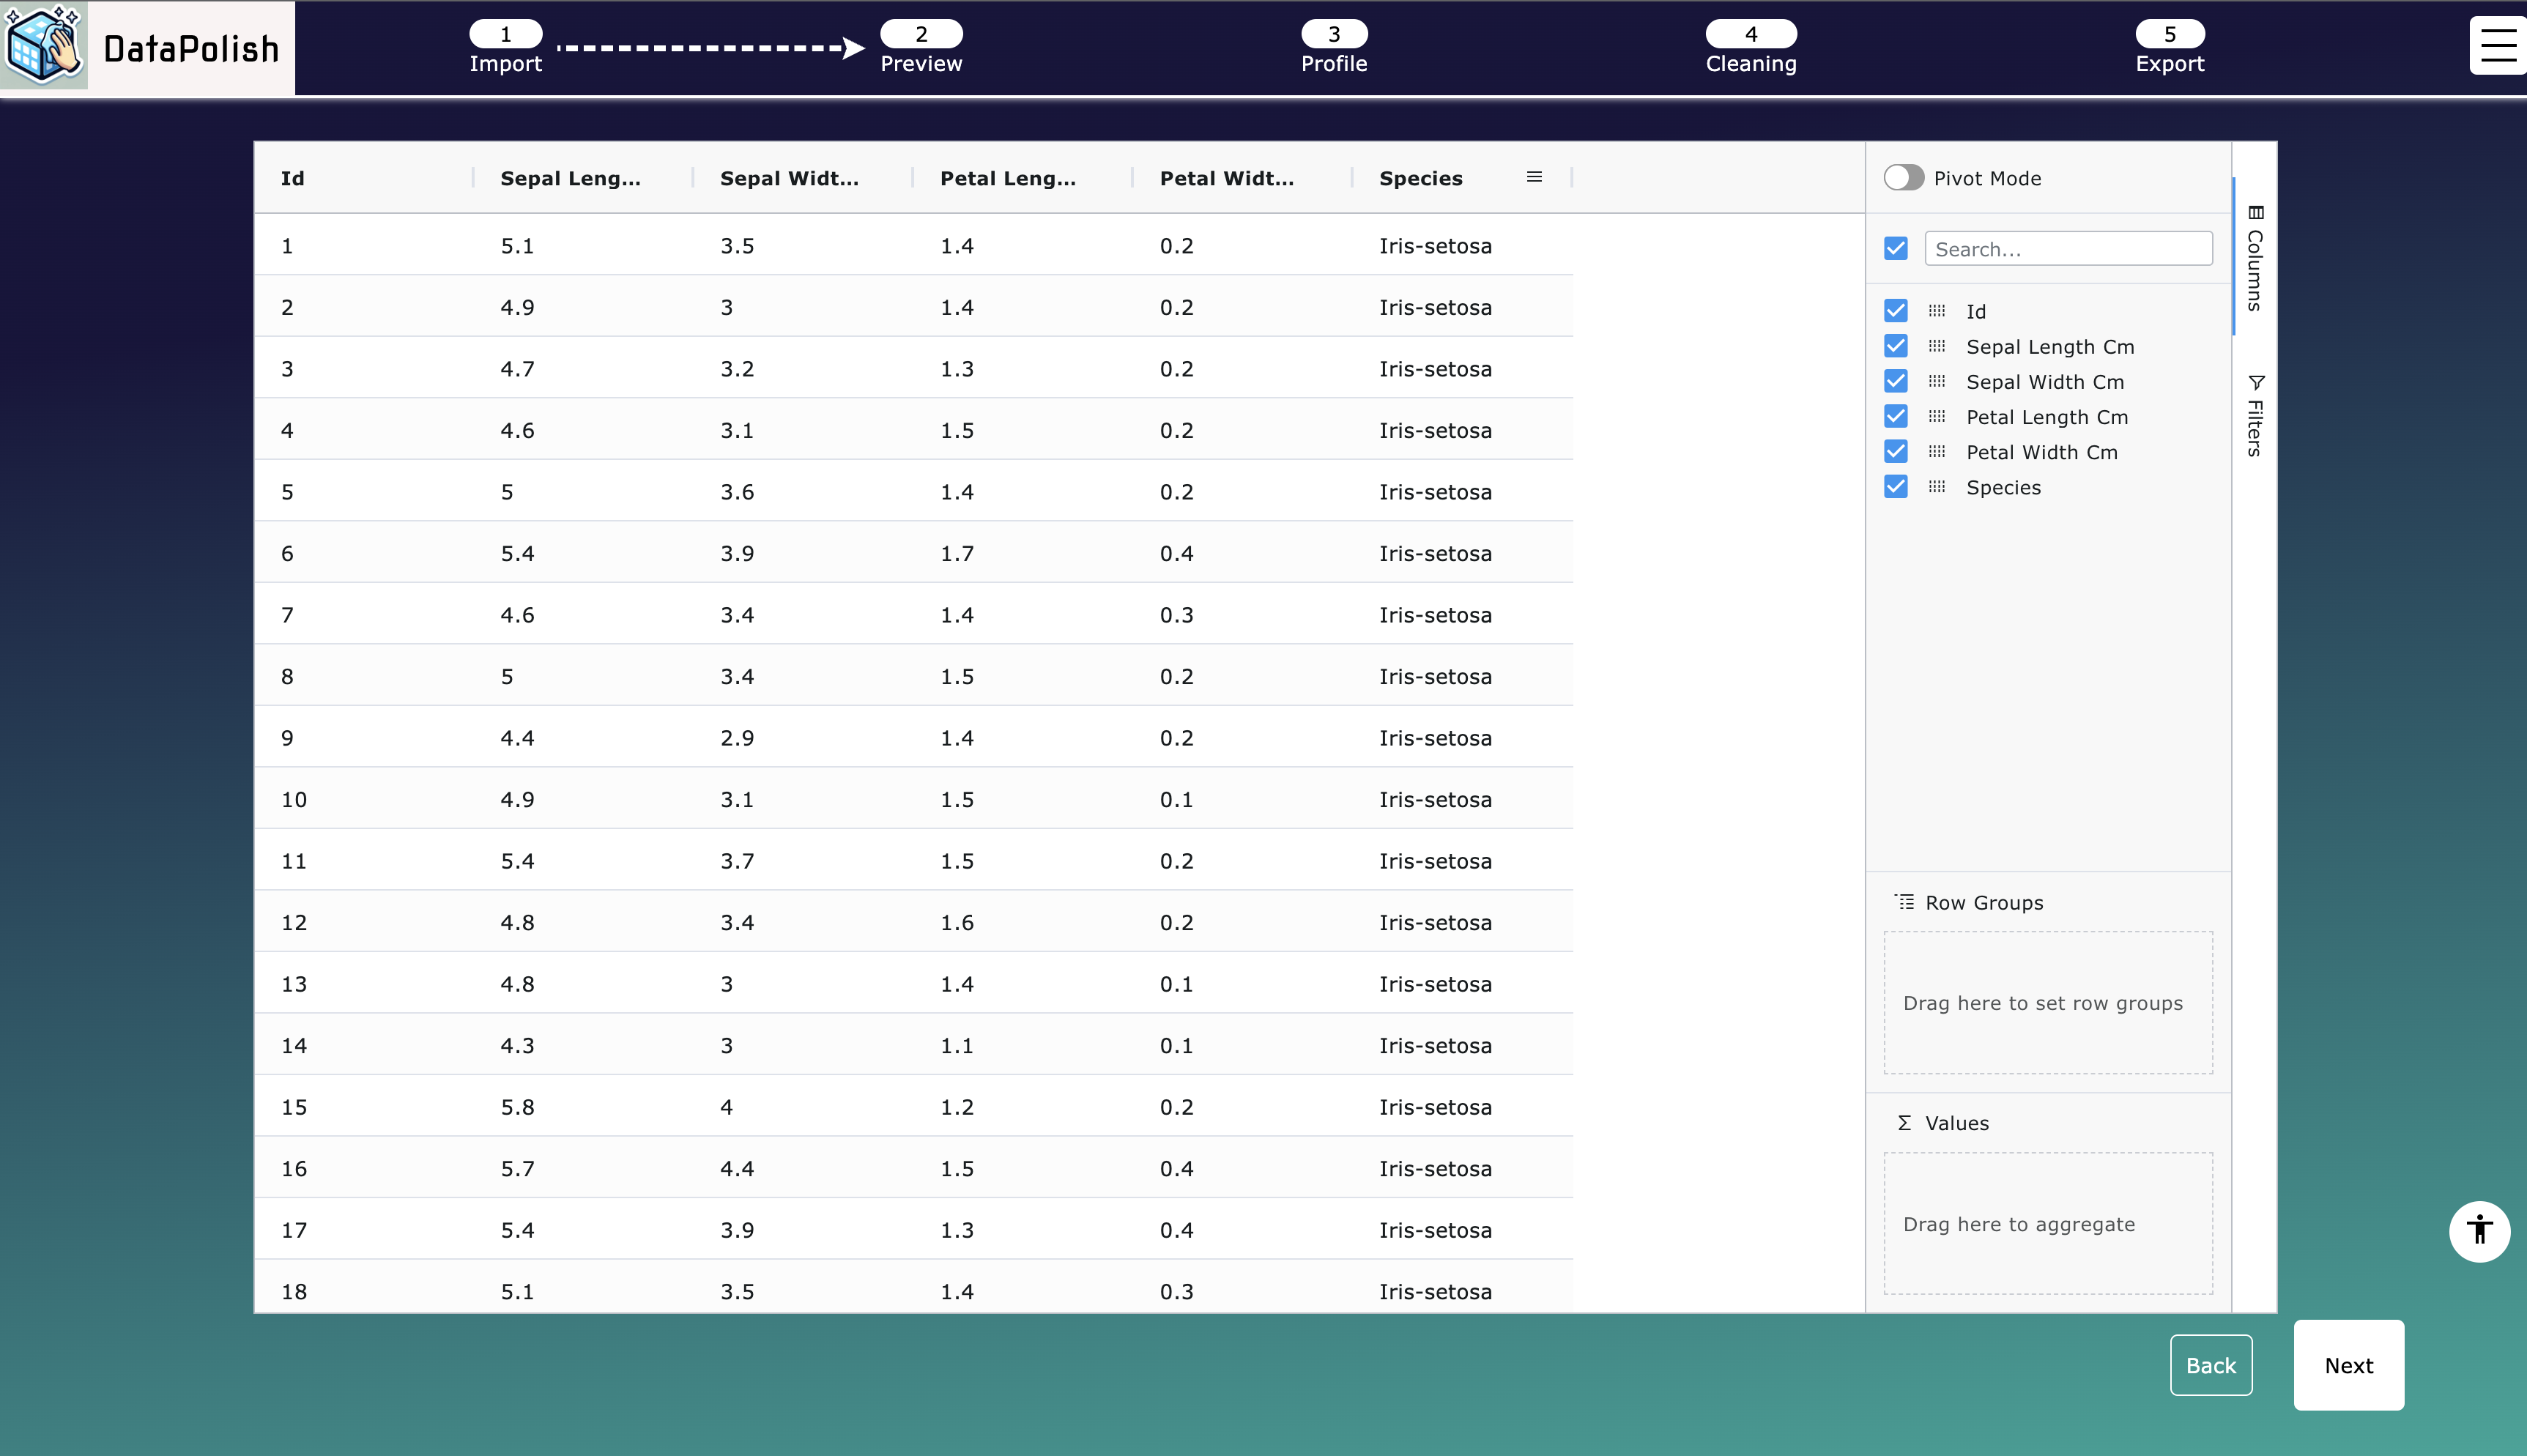 DataPolish
1 2 3 4 5
Import Preview Profile Cleaning Export
Id Sepal Leng... Sepal Widt... Petal Leng... Petal Widt... Species
1 5.1 3.5 1.4 0.2 Iris-setosa
2 4.9 3 1.4 0.2 Iris-setosa
3 4.7 3.2 1.3 0.2 Iris-setosa
4 4.6 3.1 1.5 0.2 Iris-setosa
5 5 3.6 1.4 0.2 Iris-setosa
6 5.4 3.9 1.7 0.4 Iris-setosa
7 4.6 3.4 1.4 0.3 Iris-setosa
8 5 3.4 1.5 0.2 Iris-setosa
9 4.4 2.9 1.4 0.2 Iris-setosa
10 4.9 3.1 1.5 0.1 Iris-setosa
11 5.4 3.7 1.5 0.2 Iris-setosa
12 4.8 3.4 1.6 0.2 Iris-setosa
13 4.8 3 1.4 0.1 Iris-setosa
14 4.3 3 1.1 0.1 Iris-setosa
15 5.8 4 1.2 0.2 Iris-setosa
16 5.7 4.4 1.5 0.4 Iris-setosa
17 5.4 3.9 1.3 0.4 Iris-setosa
18 5.1 3.5 1.4 0.3 Iris-setosa
Pivot Mode
Search...
Id
Sepal Length Cm
Sepal Width Cm
Petal Length Cm
Petal Width Cm
Species
Row Groups
Drag here to set row groups
Σ Values
Drag here to aggregate
Columns
Filters
Back
Next